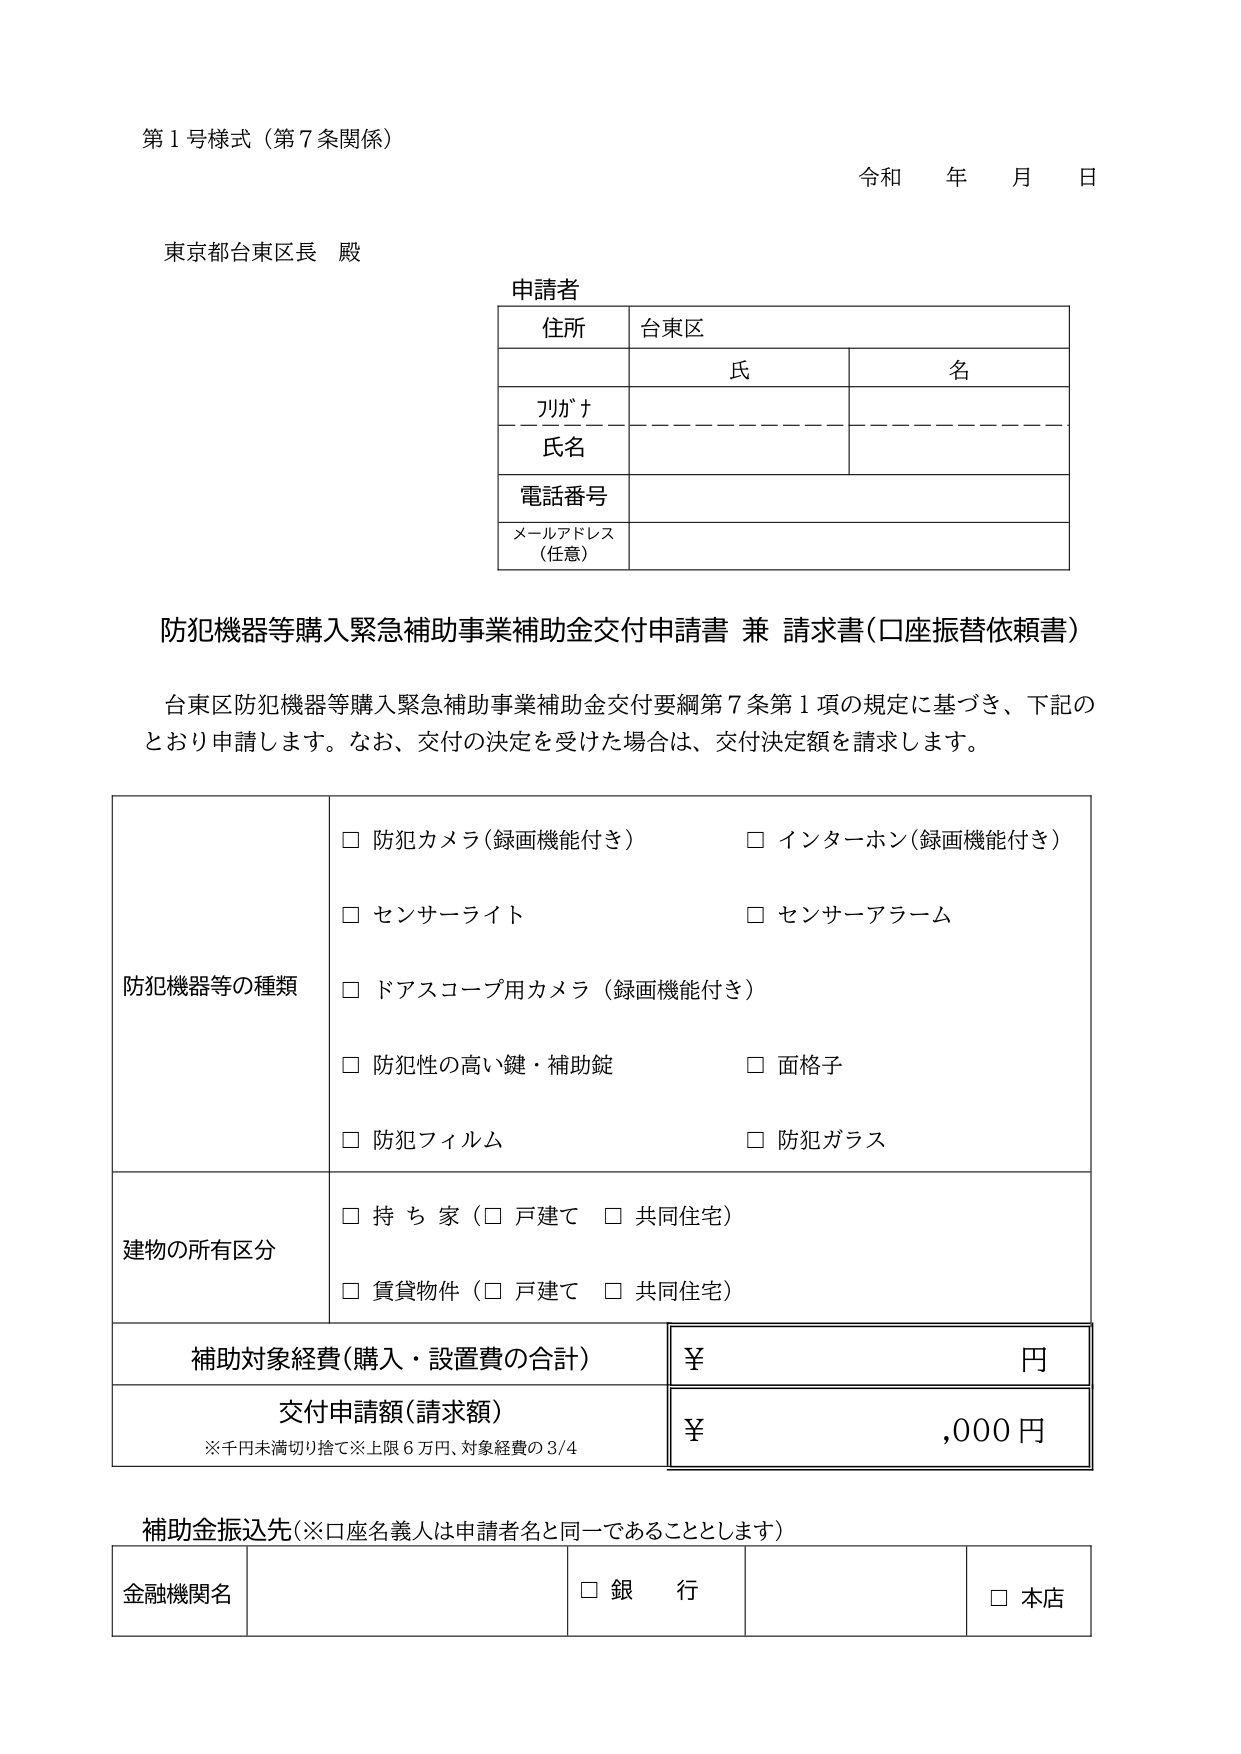 第１号様式（第７条関係）
令和　　年　　月　　日
東京都台東区長　殿
申請者
住所　台東区
氏　名
ﾌﾘｶﾞﾅ
氏名
電話番号
メールアドレス
（任意）
防犯機器等購入緊急補助事業補助金交付申請書 兼 請求書（口座振替依頼書）
台東区防犯機器等購入緊急補助事業補助金交付要綱第７条第１項の規定に基づき、下記の
とおり申請します。なお、交付の決定を受けた場合は、交付決定額を請求します。
防犯機器等の種類
□ 防犯カメラ（録画機能付き）　□ インターホン（録画機能付き）
□ センサーライト　□ センサーアラーム
□ ドアスコープ用カメラ（録画機能付き）
□ 防犯性の高い鍵・補助錠　□ 面格子
□ 防犯フィルム　□ 防犯ガラス
建物の所有区分
□ 持 ち 家（□ 戸建て　□ 共同住宅）
□ 賃貸物件（□ 戸建て　□ 共同住宅）
補助対象経費（購入・設置費の合計）　￥　円
交付申請額（請求額）
※千円未満切り捨て※上限６万円、対象経費の 3/4
￥　,000 円
補助金振込先（※口座名義人は申請者名と同一であることとします）
金融機関名　□ 銀　　行　□ 本店